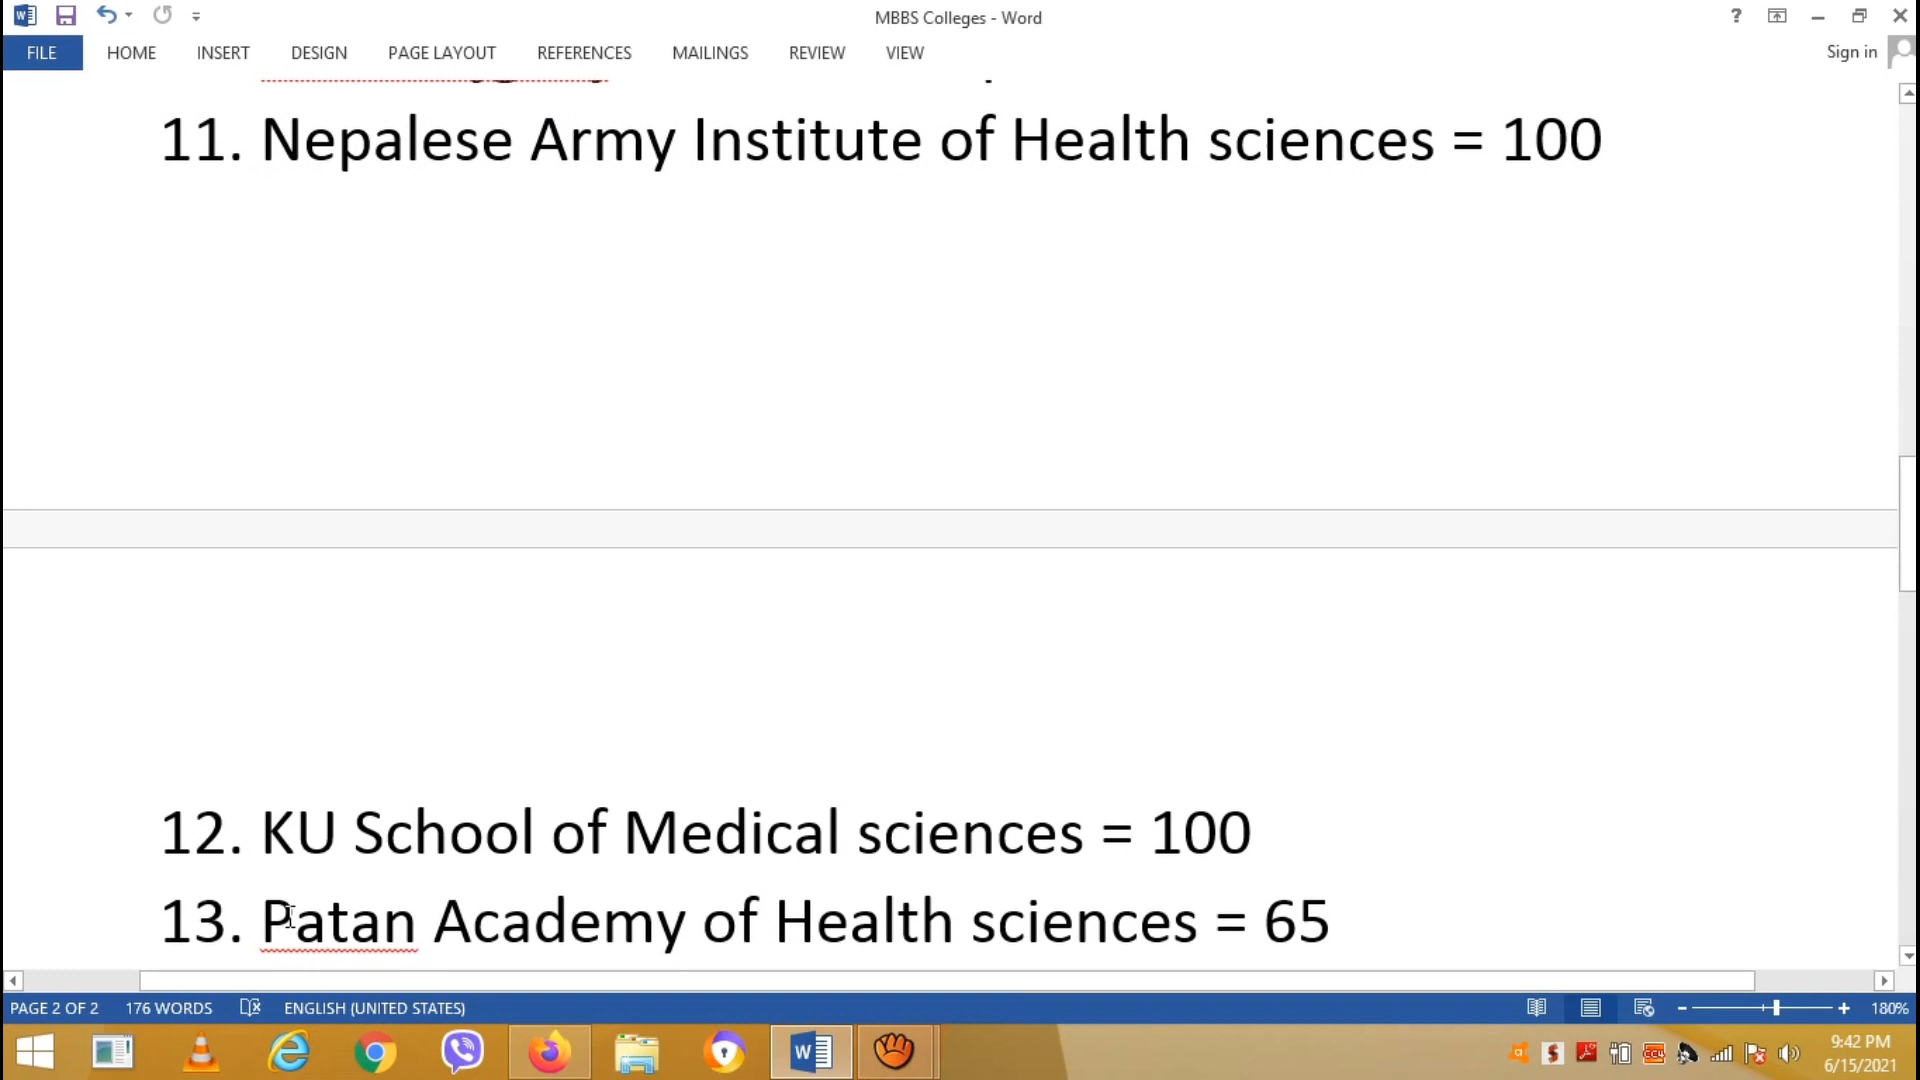 MBBS Colleges - Word
?
FILE HOME INSERT DESIGN PAGE LAYOUT REFERENCES MAILINGS REVIEW VIEW Sign in
11. Nepalese Army Institute of Health sciences = 100
12. KU School of Medical sciences = 100
13. Patan Academy of Health sciences = 65
PAGE 2 OF 2 176 WORDS ENGLISH (UNITED STATES) 180%
9:42 PM
6/15/2021